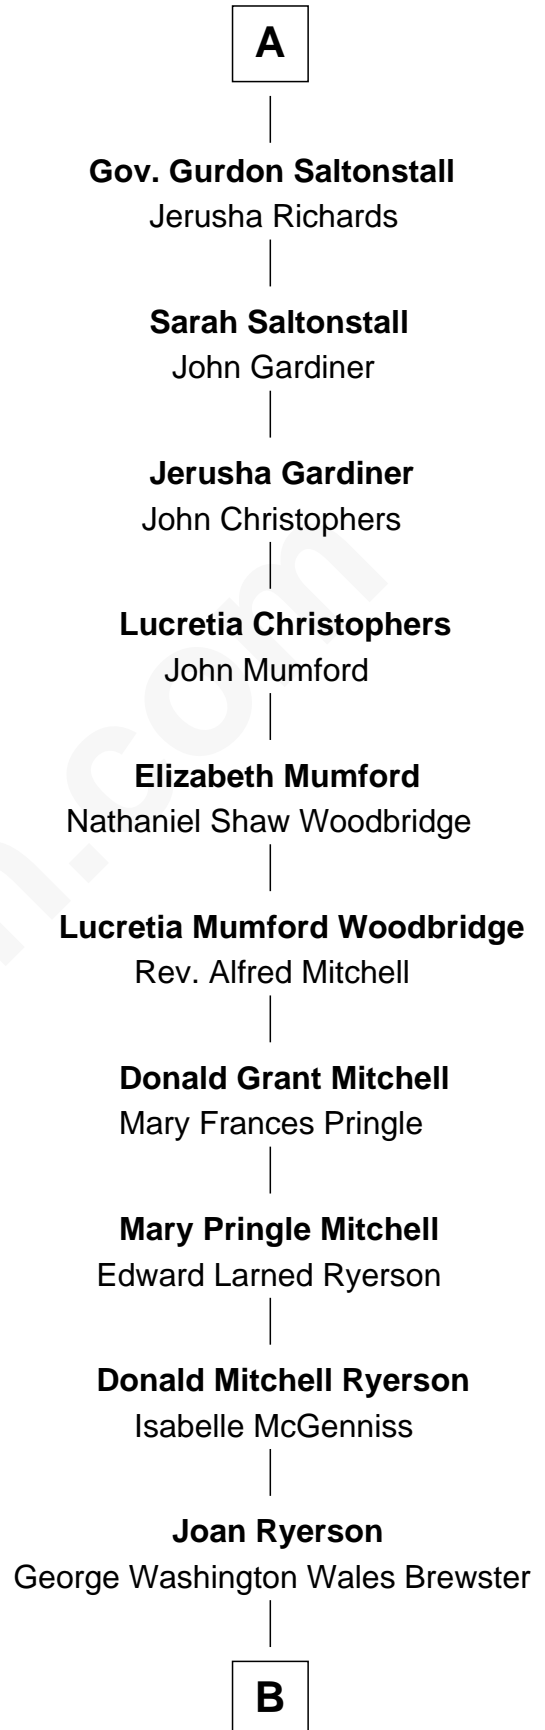 A
Gov. Gurdon Saltonstall
Jerusha Richards
Sarah Saltonstall
John Gardiner
Jerusha Gardiner
John Christophers
Lucretia Christophers
John Mumford
Elizabeth Mumford
Nathaniel Shaw Woodbridge
Lucretia Mumford Woodbridge
Rev. Alfred Mitchell
Donald Grant Mitchell
Mary Frances Pringle
Mary Pringle Mitchell
Edward Larned Ryerson
Donald Mitchell Ryerson
Isabelle McGenniss
Joan Ryerson
George Washington Wales Brewster
B